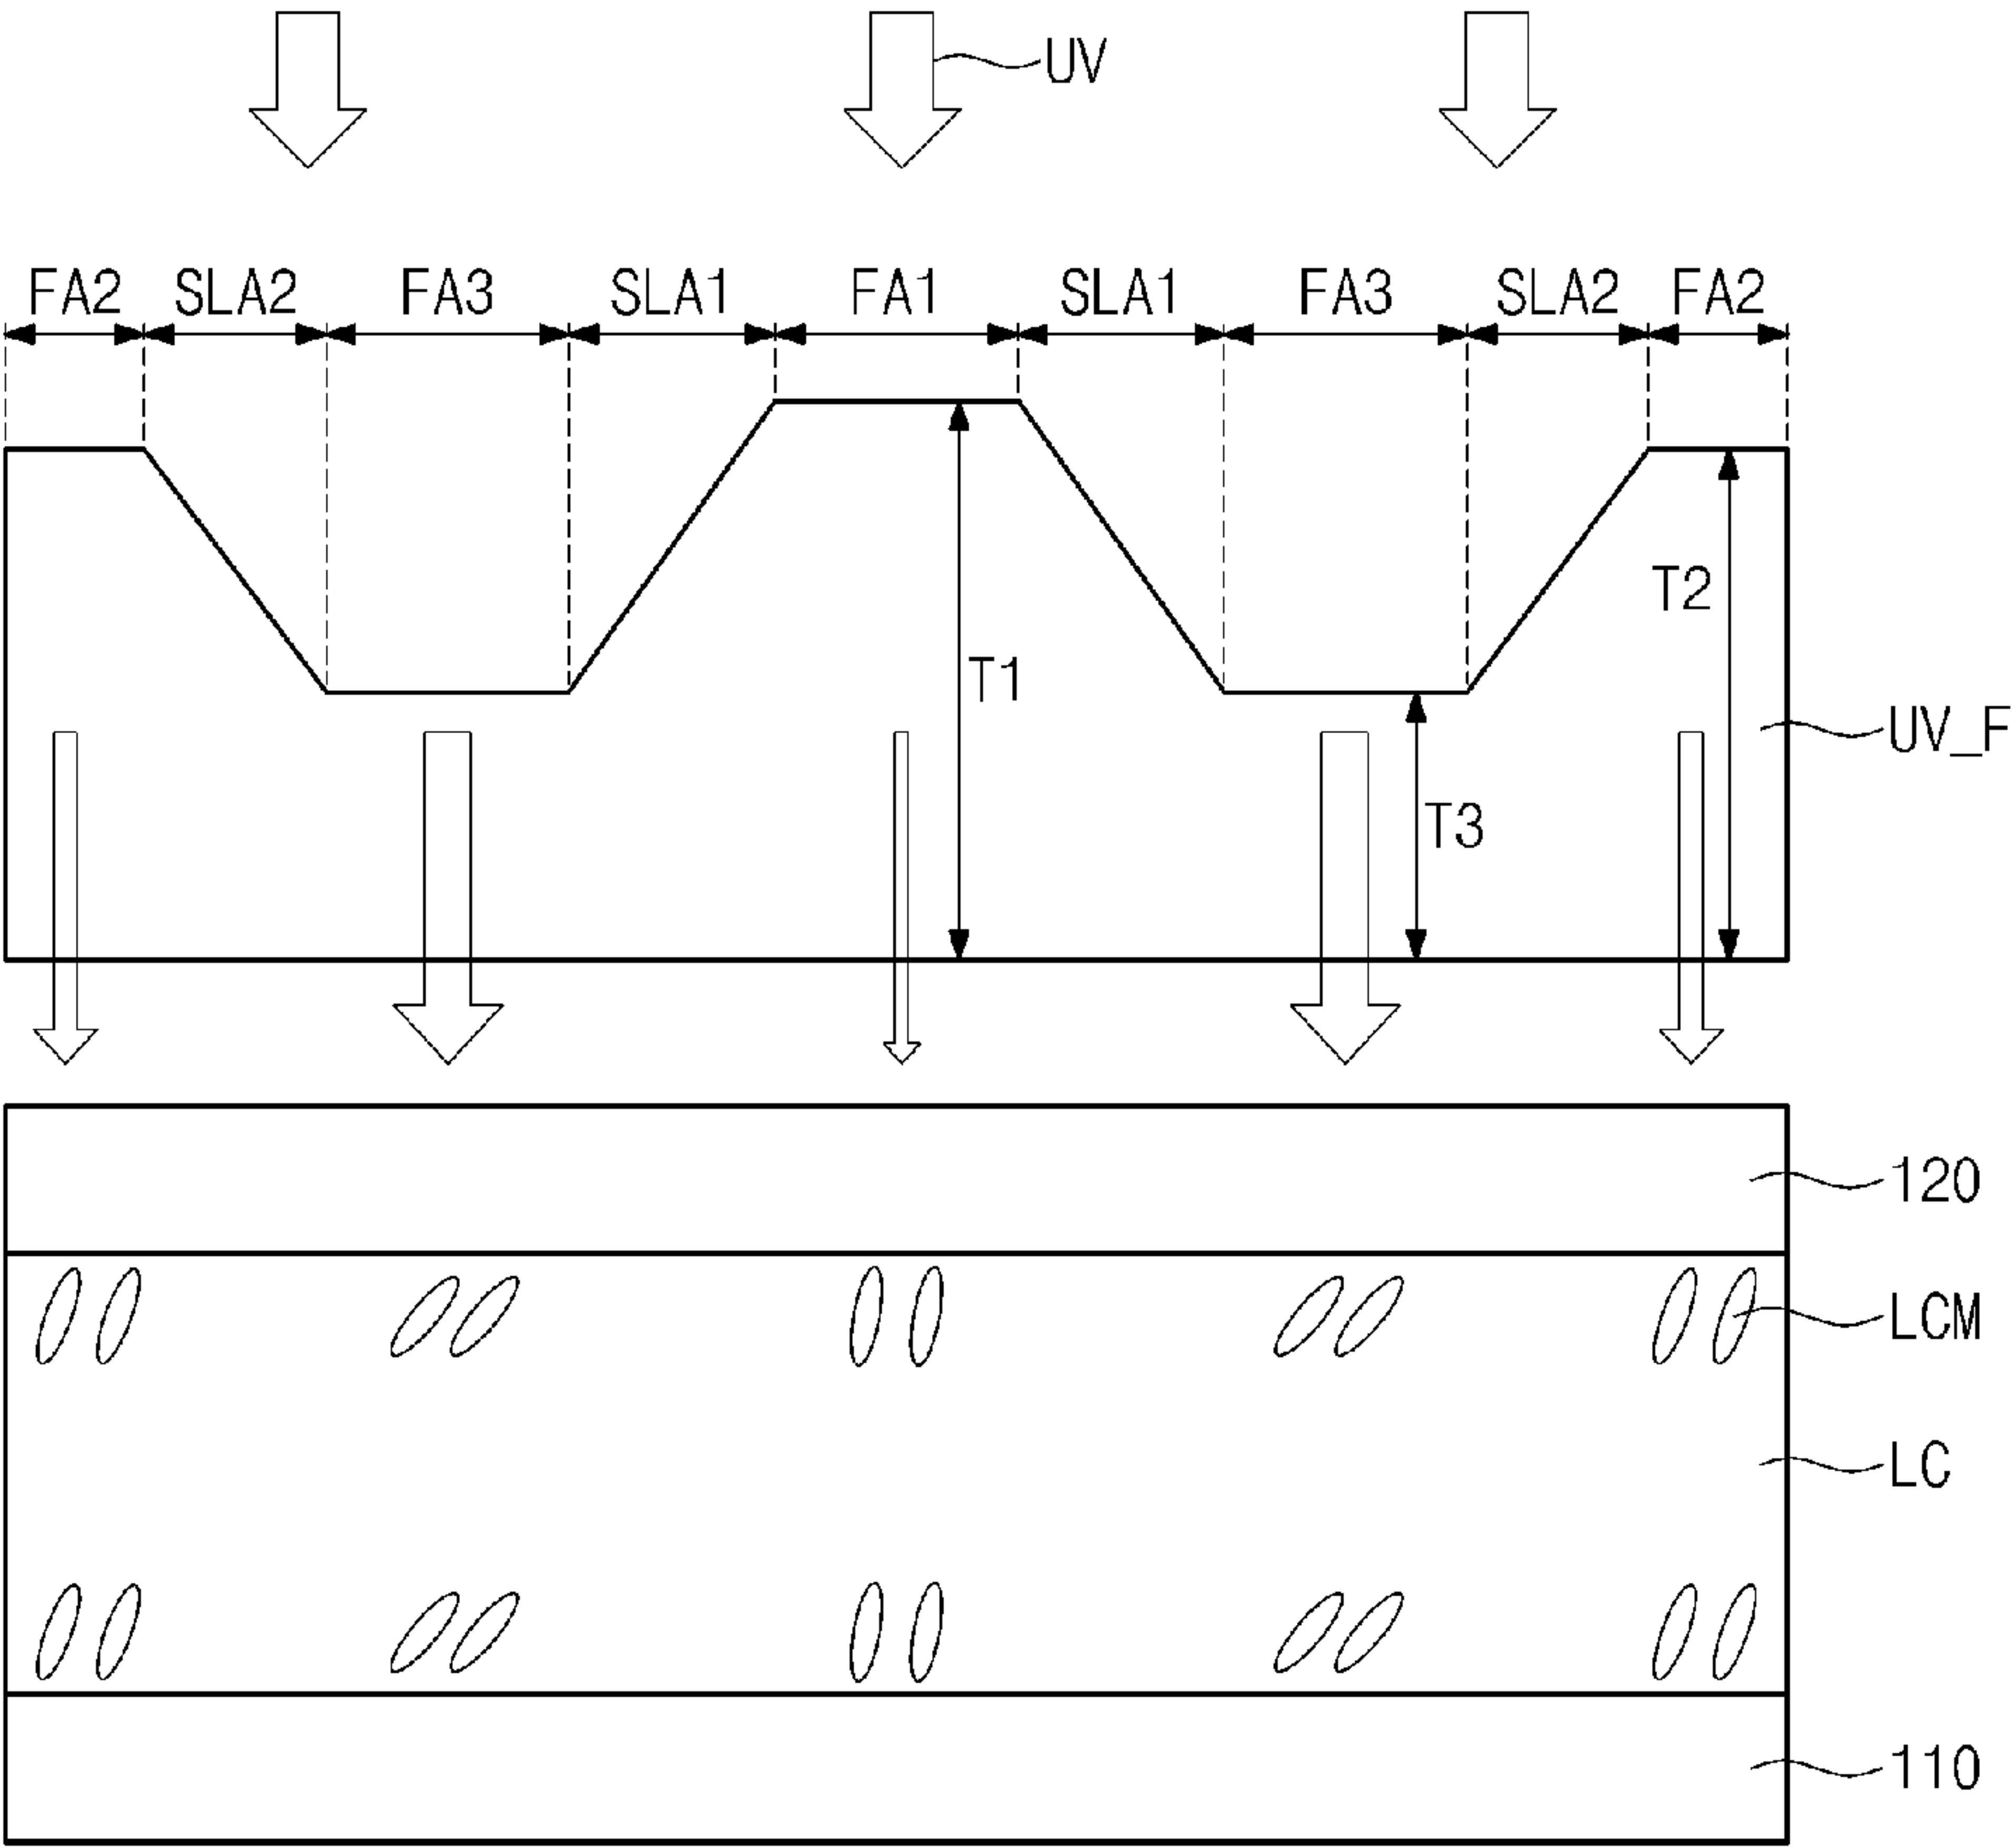 UV
FA2 SLA2 FA3 SLA1 FA1 SLA1 FA3 SLA2 FA2
T2
T1
UV_F
T3
120
LCM
LC
110